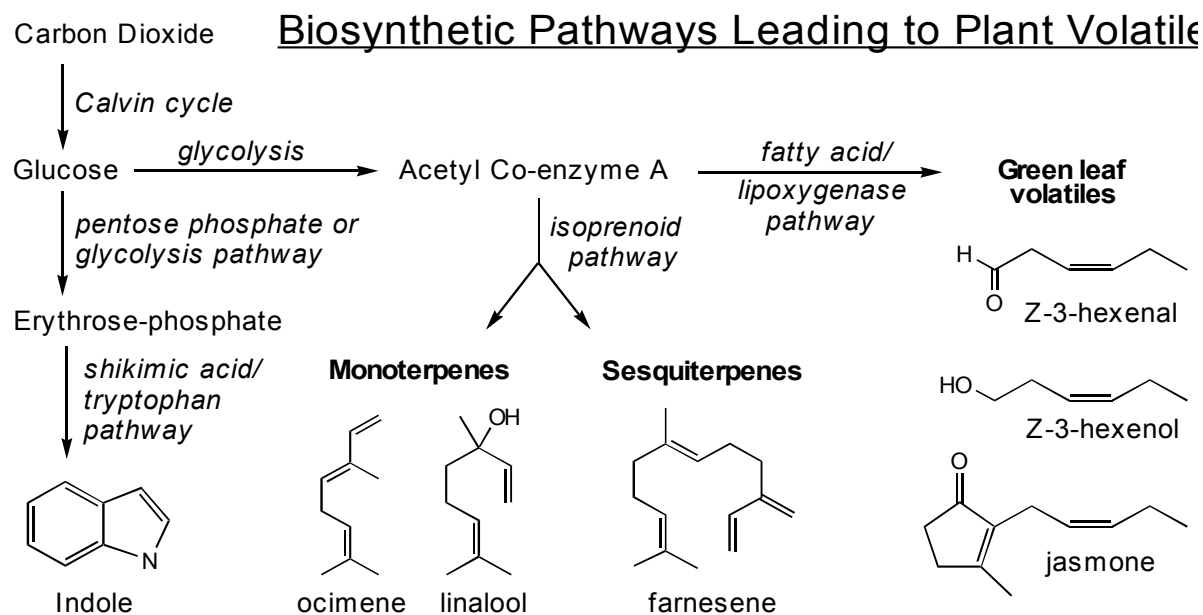 Biosynthetic Pathways Leading to Plant Volatile
Carbon Dioxide
Calvin cycle
Glucose
glycolysis
Acetyl Co-enzyme A
fatty acid/
lipoxygenase
pathway
Green leaf
volatiles
pentose phosphate or
glycolysis pathway
isoprenoid
pathway
H
O
Z-3-hexenal
Erythrose-phosphate
shikimic acid/
tryptophan
pathway
Monoterpenes
Sesquiterpenes
HO
Z-3-hexenol
OH
O
N
jasmone
Indole
ocimene
linalool
farnesene